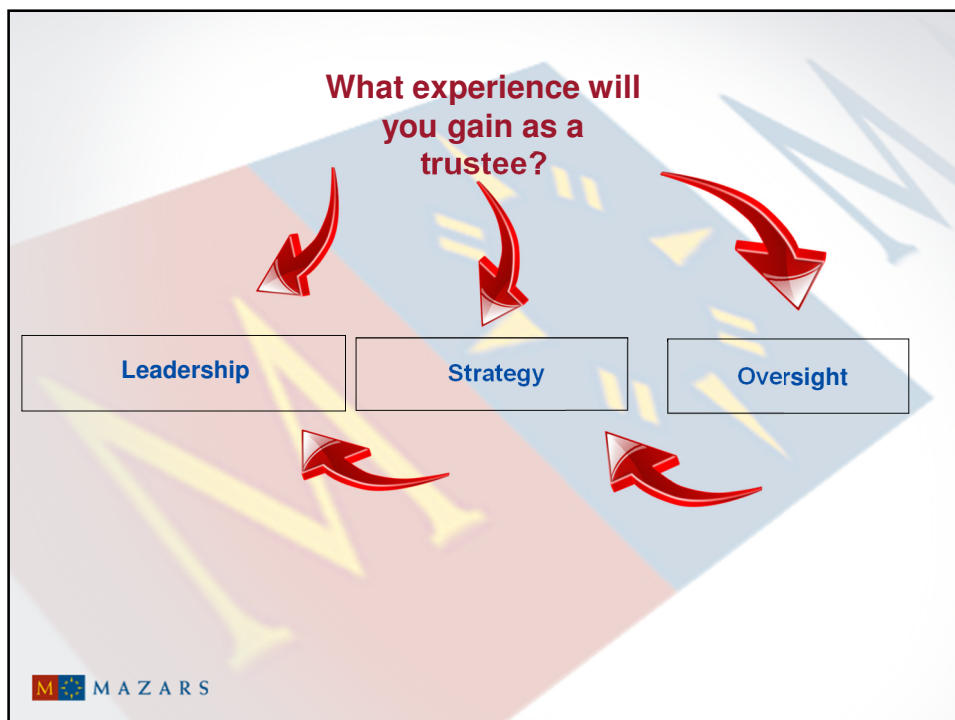 What experience will
you gain as a
trustee?
Leadership
Strategy
Oversight
M MAZARS